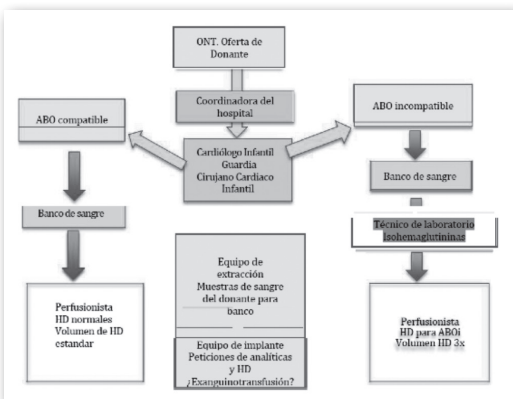 ONT. Oferta de
Donante
Coordinadora del
hospital
ABO compatible
ABO incompatible
Cardiólogo Infantil
Guardia
Cirujano Cardiaco
Infantil
Banco de sangre
Banco de sangre
Técnico de laboratorio
Isohemaglutininas
Equipo de
extracción
Muestras de sangre
del donante para
banco
Equipo de implante
Peticiones de analíticas
y HD
¿Exanguinotransfusión?
Perfusionista
HD normales
Volumen de HD
estandar
Perfusionista
HD para ABOi
Volumen HD 3x